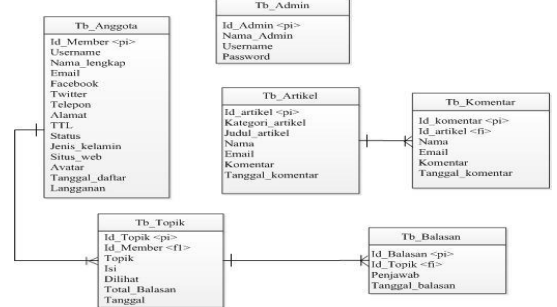 Tb_Anggota
Id_Member <pi>
Username
Nama_lengkap
Email
Facebook
Twitter
Telepon
Alamat
TTL
Status
Jenis_kelamin
Situs_web
Avatar
Tanggal_daftar
Langganan
Tb_Admin
Id_Admin <pi>
Nama_Admin
Username
Password
Tb_Artikel
Id_artikel <pi>
Kategori_artikel
Judul_artikel
Nama
Email
Komentar
Tanggal_komentar
Tb_Komentar
Id_komentar <pi>
Id_artikel <fi>
Nama
Email
Komentar
Tanggal_komentar
Tb_Topik
Id_Topik <pi>
Id_Member <f1>
Topik
Isi
Dilihat
Total_Balasan
Tanggal
Tb_Balasan
Id_Balasan <pi>
Id_Topik <fi>
Penjawab
Tanggal_balasan